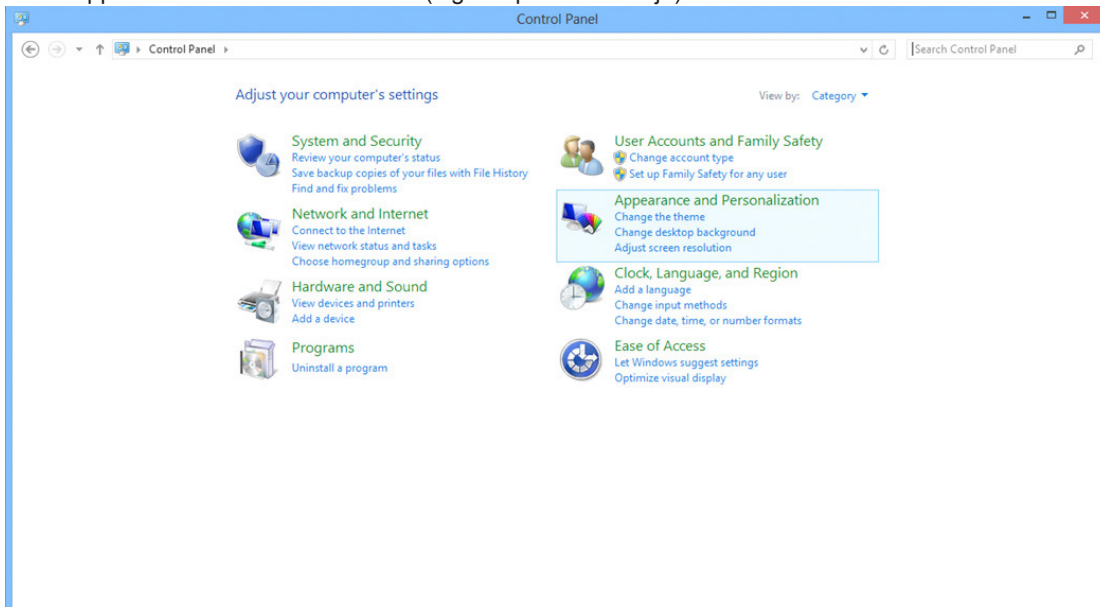 Control Panel
Control Panel
Search Control Panel
Adjust your computer's settings
View by: Category
System and Security
Review your computer's status
Save backup copies of your files with File History
Find and fix problems
Network and Internet
Connect to the Internet
View network status and tasks
Choose homegroup and sharing options
Hardware and Sound
View devices and printers
Add a device
Programs
Uninstall a program
User Accounts and Family Safety
Change account type
Set up Family Safety for any user
Appearance and Personalization
Change the theme
Change desktop background
Adjust screen resolution
Clock, Language, and Region
Add a language
Change input methods
Change date, time, or number formats
Ease of Access
Let Windows suggest settings
Optimize visual display